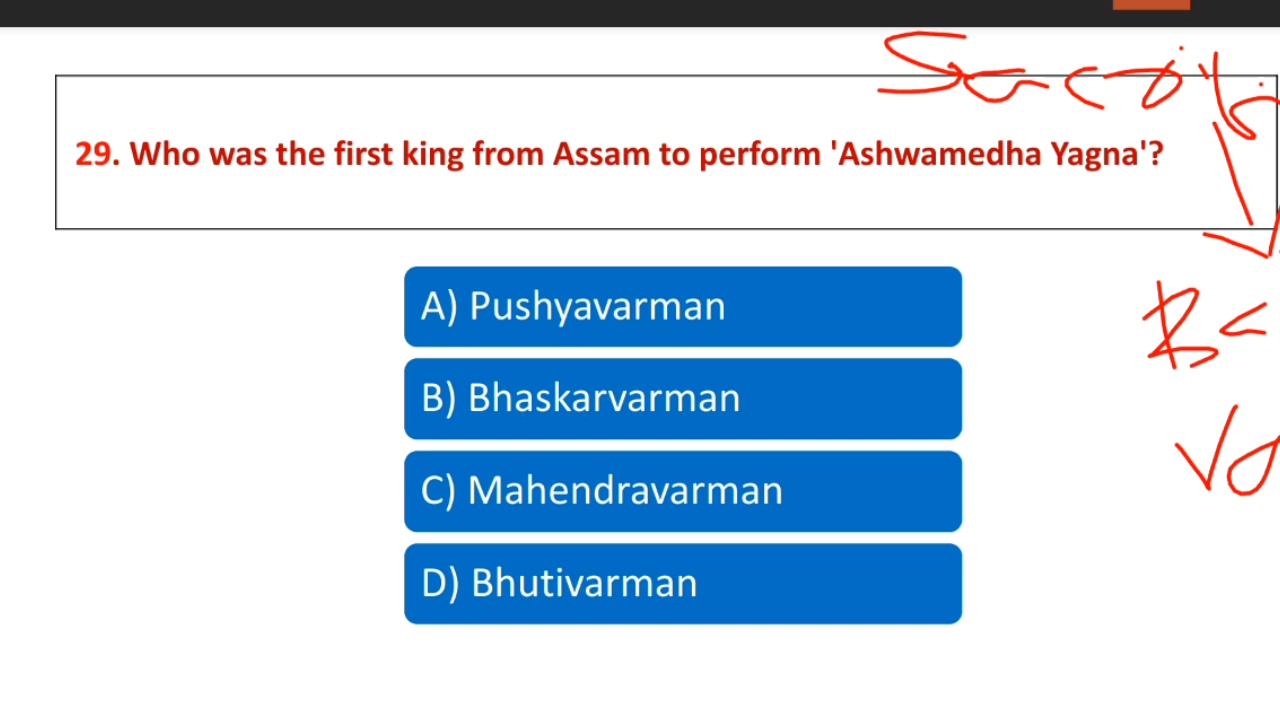 29. Who was the first king from Assam to perform 'Ashwamedha Yagna'?
A) Pushyavarman
B) Bhaskarvarman
C) Mahendravarman
D) Bhutivarman